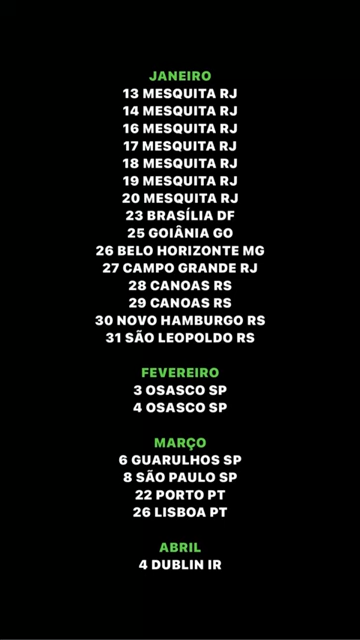 JANEIRO
13 MESQUITA RJ
14 MESQUITA RJ
16 MESQUITA RJ
17 MESQUITA RJ
18 MESQUITA RJ
19 MESQUITA RJ
20 MESQUITA RJ
23 BRASÍLIA DF
25 GOIÂNIA GO
26 BELO HORIZONTE MG
27 CAMPO GRANDE RJ
28 CANOAS RS
29 CANOAS RS
30 NOVO HAMBURGO RS
31 SÃO LEOPOLDO RS
FEVEREIRO
3 OSASCO SP
4 OSASCO SP
MARÇO
6 GUARULHOS SP
8 SÃO PAULO SP
22 PORTO PT
26 LISBOA PT
ABRIL
4 DUBLIN IR